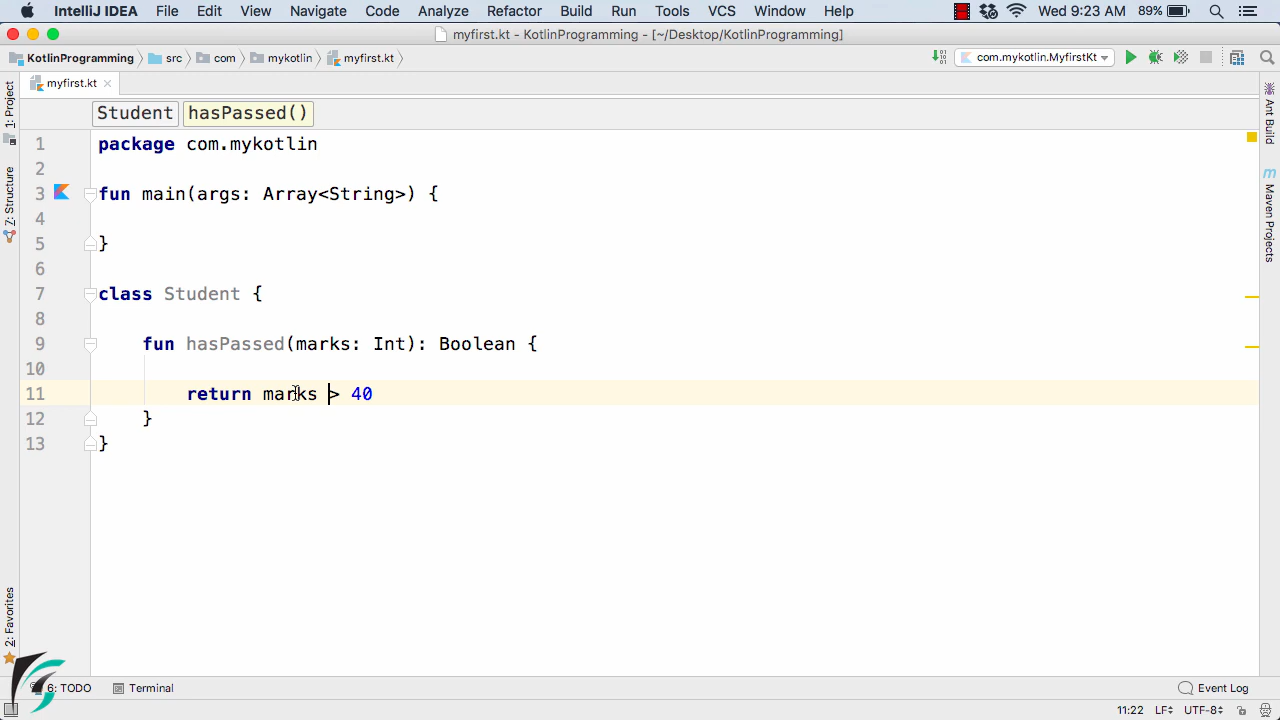 IntelliJ IDEA File Edit View Navigate Code Analyze Refactor Build Run Tools VCS Window Help Wed 9:23 AM 89%
myfirst.kt - KotlinProgramming - [~/Desktop/KotlinProgramming]
KotlinProgramming src com mykotlin myfirst.kt com.mykotlin.MyfirstKt
myfirst.kt
Student hasPassed()
1 package com.mykotlin
2
3 fun main(args: Array<String>) {
4
5 }
6
7 class Student {
8
9 fun hasPassed(marks: Int): Boolean {
10
11 return marks > 40
12 }
13 }
1: Project
7: Structure
2: Favorites
Ant Build
m Maven Projects
6: TODO Terminal Event Log
11:22 LF UTF-8